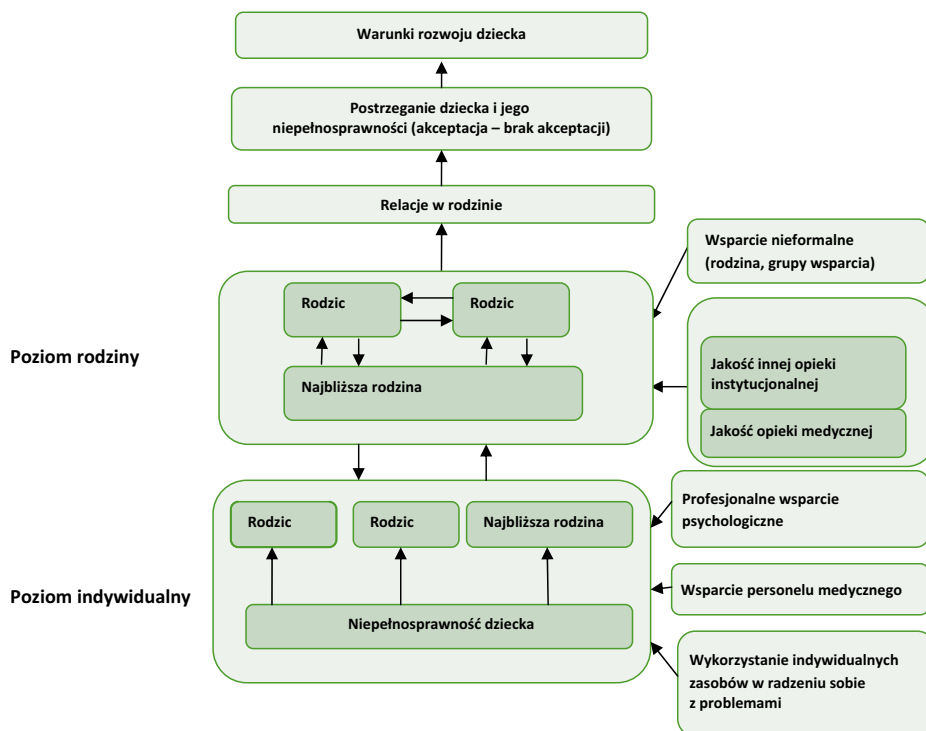 Warunki rozwoju dziecka
Postrzeganie dziecka i jego
niepełnosprawności (akceptacja – brak akceptacji)
Relacje w rodzinie
Wsparcie nieformalne
(rodzina, grupy wsparcia)
Rodzic
Rodzic
Poziom rodziny
Najbliższa rodzina
Jakość innej opieki
instytucjonalnej
Jakość opieki medycznej
Profesjonalne wsparcie
psychologiczne
Rodzic
Rodzic
Najbliższa rodzina
Poziom indywidualny
Wsparcie personelu medycznego
Niepełnosprawność dziecka
Wykorzystanie indywidualnych
zasobów w radzeniu sobie
z problemami